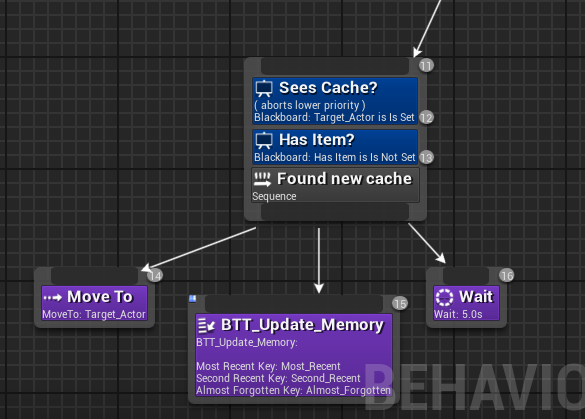 11
Sees Cache?
( aborts lower priority )
Blackboard: Target_Actor is Is Set
12
Has Item?
Blackboard: Has Item is Is Not Set
13
Found new cache
Sequence
14
Move To
MoveTo: Target_Actor
15
BTT_Update_Memory
BTT_Update_Memory:
Most Recent Key: Most_Recent
Second Recent Key: Second_Recent
Almost Forgotten Key: Almost_Forgotten
16
Wait
Wait: 5.0s
BEHAVIO